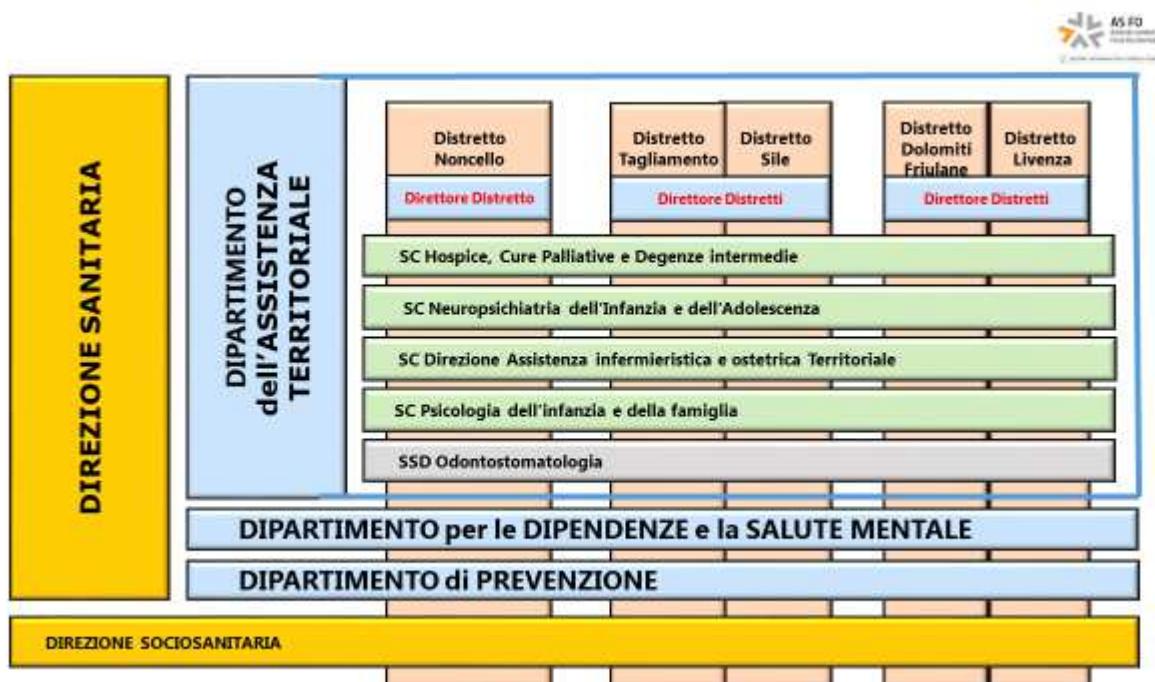 AS FO
DIREZIONE SANITARIA
DIPARTIMENTO
dell’ASSISTENZA
TERRITORIALE
Distretto
Noncello
Direttore Distretto
Distretto
Tagliamento
Distretto
Sile
Direttore Distretti
Distretto
Dolomiti
Friulane
Distretto
Livenza
Direttore Distretti
SC Hospice, Cure Palliative e Degenze intermedie
SC Neuropsichiatria dell’Infanzia e dell’Adolescenza
SC Direzione Assistenza infermieristica e ostetrica Territoriale
SC Psicologia dell’infanzia e della famiglia
SSD Odontostomatologia
DIPARTIMENTO per le DIPENDENZE e la SALUTE MENTALE
DIPARTIMENTO di PREVENZIONE
DIREZIONE SOCIOSANITARIA